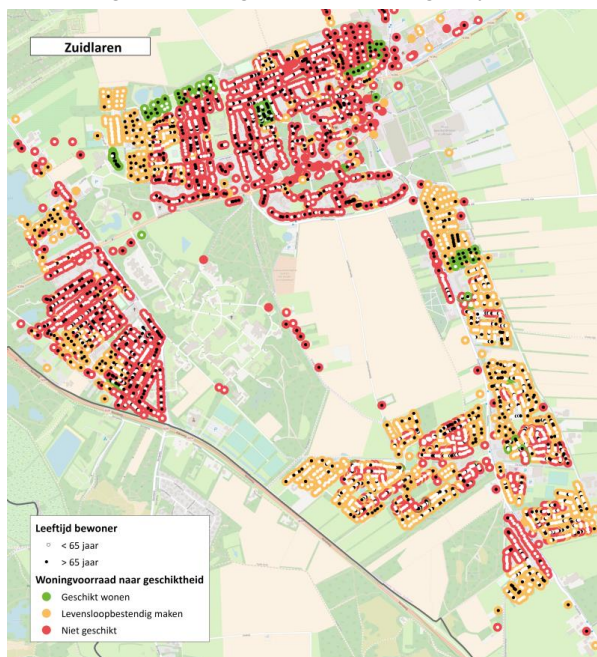 Zuidlaren
Leeftijd bewoner
< 65 jaar
> 65 jaar
Woningvoorraad naar geschiktheid
Geschikt wonen
Levensloopbestendig maken
Niet geschikt